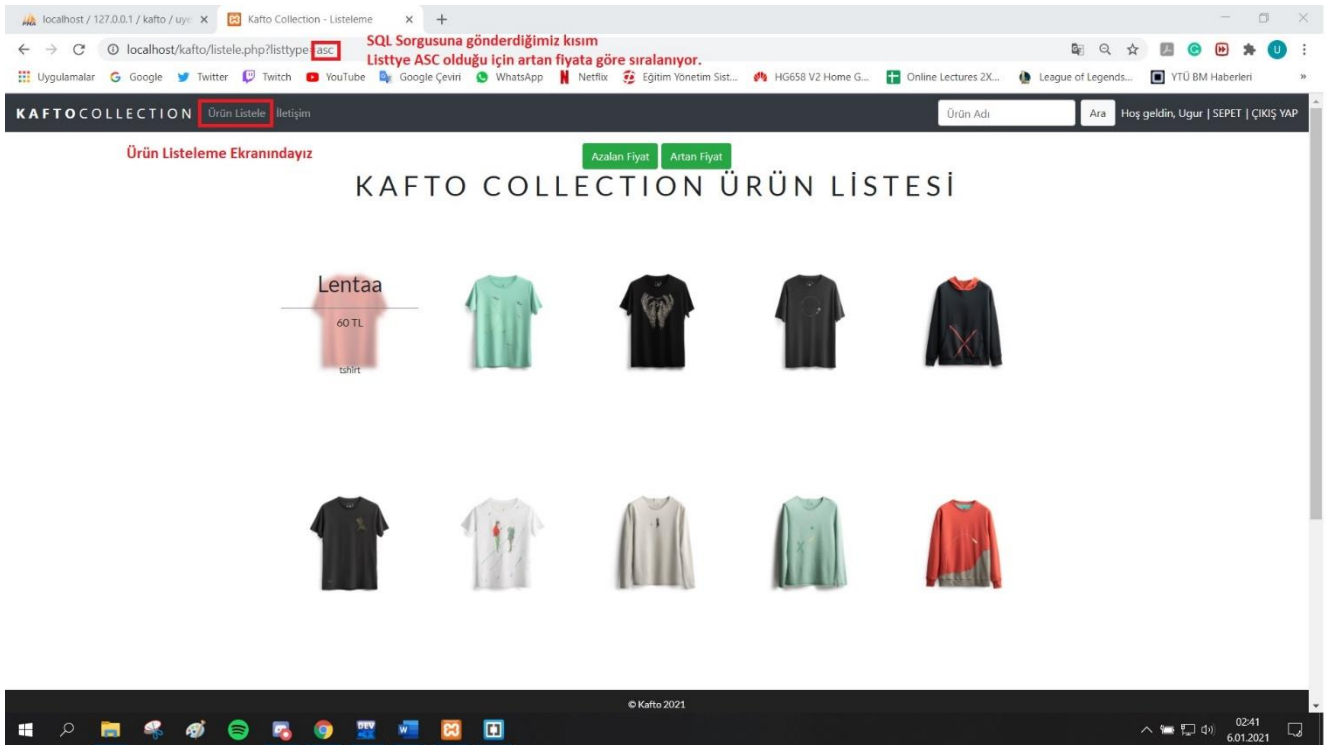 localhost / 127.0.0.1 / kafto / uye
Kafto Collection - Listeleme
localhost/kafto/listele.php?listtype=asc
SQL Sorgusuna gönderdiğimiz kısım
Listtye ASC olduğu için artan fiyata göre sıralanıyor.
Uygulamalar Google Twitter Twitch YouTube Google Çeviri WhatsApp Netflix Eğitim Yönetim Sist... HG658 V2 Home G... Online Lectures 2X... League of Legends... YTÜ BM Haberleri »
KAFTOCOLLECTION Ürün Listele İletişim Ürün Adı Ara Hoş geldin, Ugur | SEPET | ÇIKIŞ YAP
Ürün Listeleme Ekranındayız
Azalan Fiyat Artan Fiyat
KAFTO COLLECTION ÜRÜN LİSTESİ
Lentaa
60 TL
tshirt
© Kafto 2021
02:41
6.01.2021